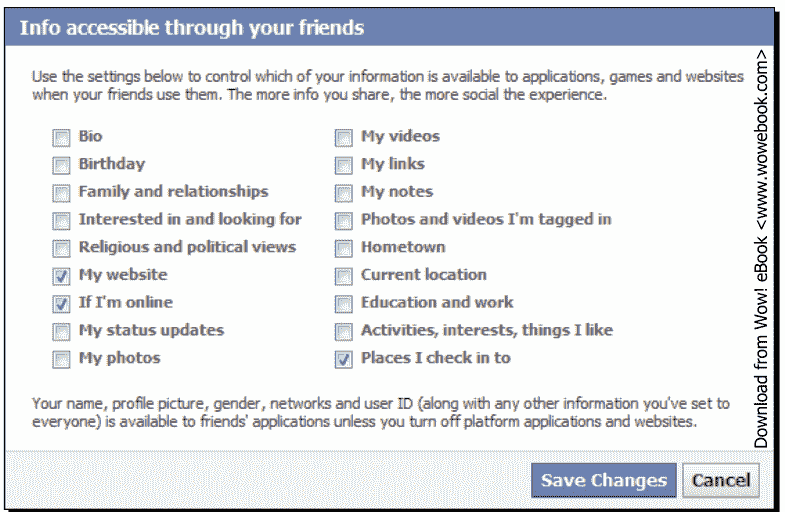 Info accessible through your friends
Use the settings below to control which of your information is available to applications, games and websites
when your friends use them. The more info you share, the more social the experience.
Bio
Birthday
Family and relationships
Interested in and looking for
Religious and political views
My website
If I'm online
My status updates
My photos
My videos
My links
My notes
Photos and videos I'm tagged in
Hometown
Current location
Education and work
Activities, interests, things I like
Places I check in to
Your name, profile picture, gender, networks and user ID (along with any other information you've set to
everyone) is available to friends' applications unless you turn off platform applications and websites.
Save Changes
Cancel
Download from Wow! eBook <www.wowebook.com>